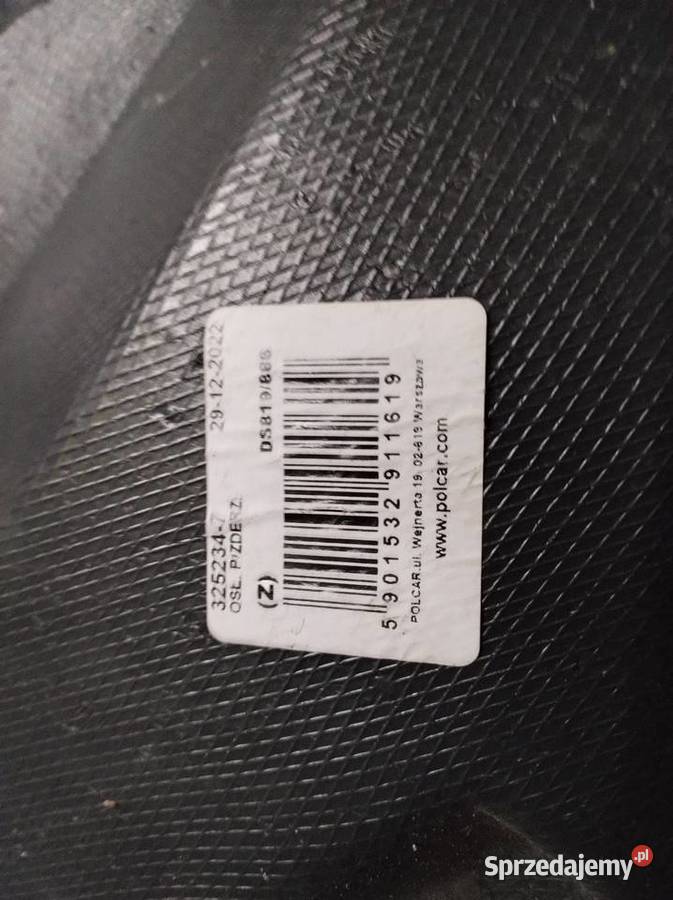 325234-7 29-12-2022
OSŁ. P/ZDERZ.
(Z) DS819/886
5 901532 911619
POLCAR.ul. Wejnerta 19, 02-619 Warszawa
www.polcar.com
Sprzedajemy.pl